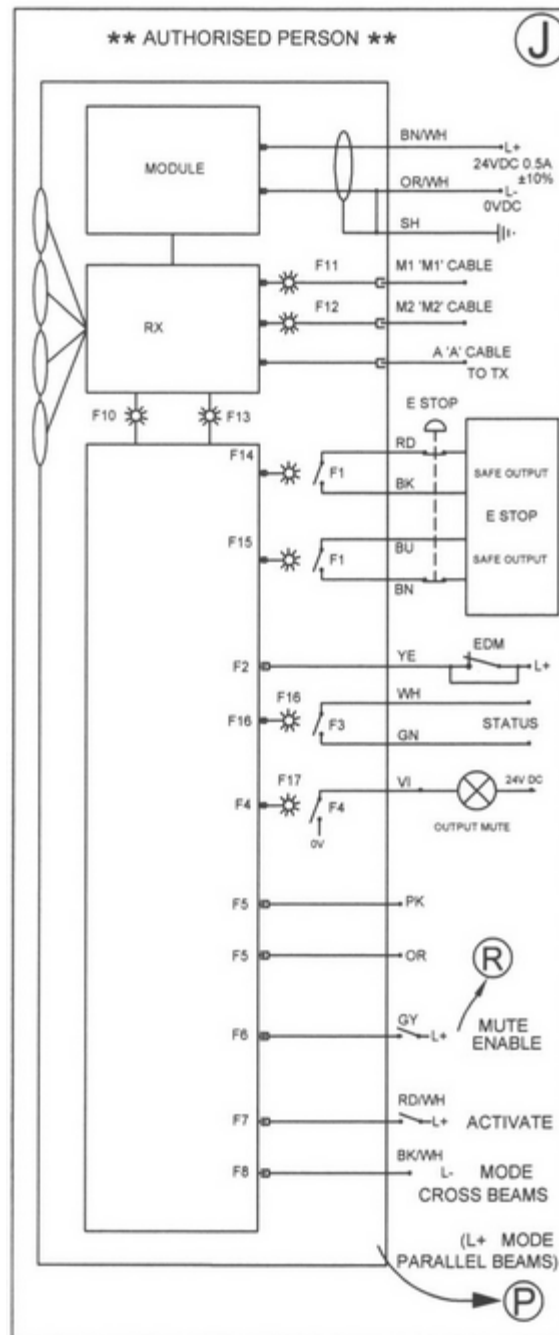 ** AUTHORISED PERSON **
J
MODULE
BN/WH
L+
24VDC 0.5A
±10%
OR/WH
L-
0VDC
SH
RX
F11
M1 'M1' CABLE
F12
M2 'M2' CABLE
A 'A' CABLE
TO TX
F10
F13
E STOP
F14
RD
F1
BK
SAFE OUTPUT
E STOP
F15
BU
F1
BN
SAFE OUTPUT
EDM
F2
YE
L+
F16
WH
F16
F3
STATUS
GN
F17
VI
24V DC
F4
F4
0V
OUTPUT MUTE
F5
PK
F5
OR
R
GY
F6
L+
MUTE
ENABLE
RD/WH
F7
L+
ACTIVATE
BK/WH
F8
L- MODE
CROSS BEAMS
(L+ MODE
PARALLEL BEAMS)
P